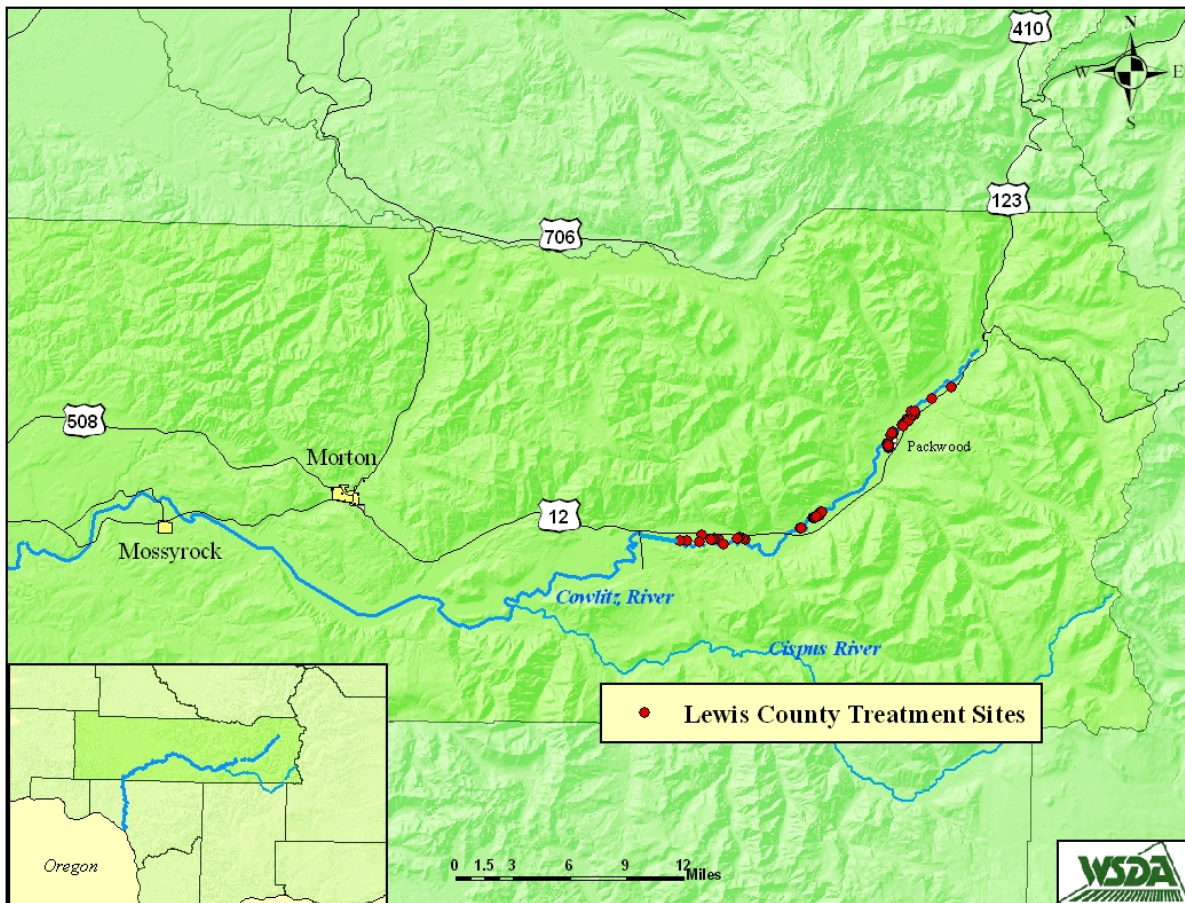 410
N
W E
S
123
706
508
Morton
Packwood
12
Mossyrock
Cowlitz River
Cispus River
Lewis County Treatment Sites
Oregon
0 1.5 3 6 9 12
Miles
WSDA